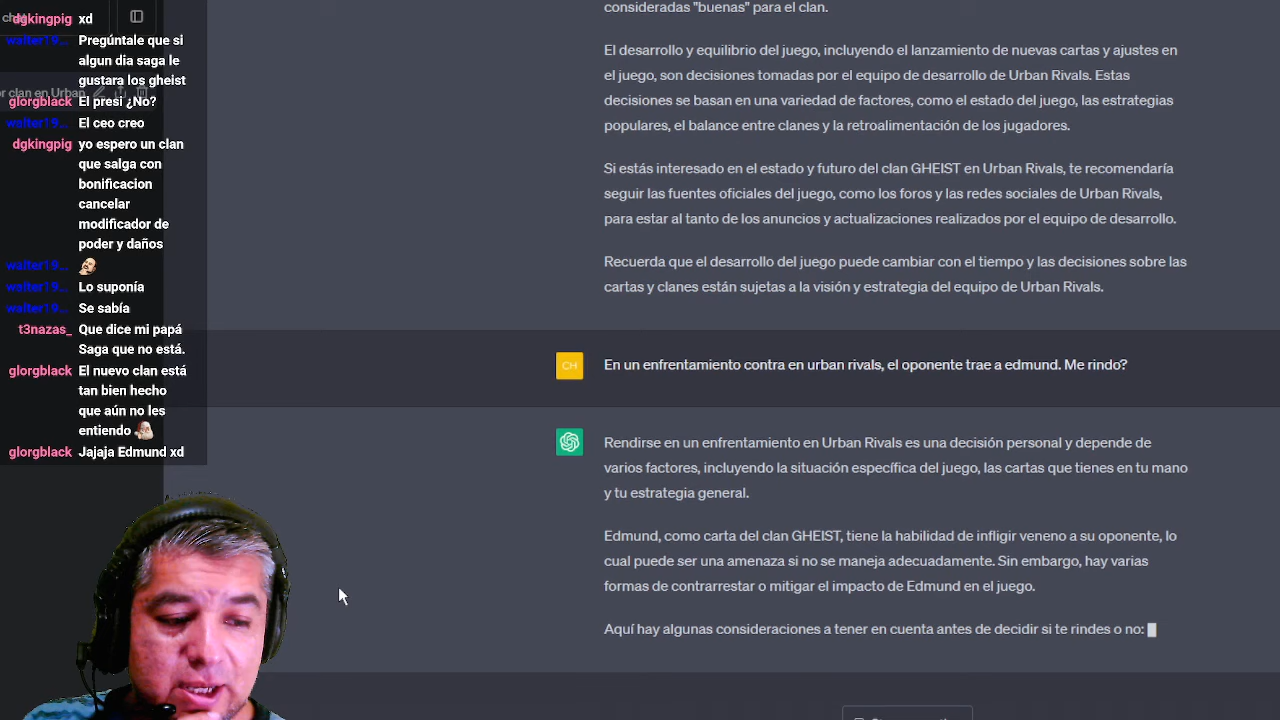 dgkingpig xd
walter19... Pregúntale que si
algun dia saga le
gustara los gheist
glorgblack El presi ¿No?
walter19... El ceo creo
dgkingpig yo espero un clan
que salga con
bonificacion
cancelar
modificador de
poder y daños
walter19...
walter19... Lo suponía
walter19... Se sabía
t3nazas_ Que dice mi papá
Saga que no está.
glorgblack El nuevo clan está
tan bien hecho
que aún no les
entiendo
glorgblack Jajaja Edmund xd
or clan en Urban
consideradas "buenas" para el clan.
El desarrollo y equilibrio del juego, incluyendo el lanzamiento de nuevas cartas y ajustes en
el juego, son decisiones tomadas por el equipo de desarrollo de Urban Rivals. Estas
decisiones se basan en una variedad de factores, como el estado del juego, las estrategias
populares, el balance entre clanes y la retroalimentación de los jugadores.
Si estás interesado en el estado y futuro del clan GHEIST en Urban Rivals, te recomendaría
seguir las fuentes oficiales del juego, como los foros y las redes sociales de Urban Rivals,
para estar al tanto de los anuncios y actualizaciones realizados por el equipo de desarrollo.
Recuerda que el desarrollo del juego puede cambiar con el tiempo y las decisiones sobre las
cartas y clanes están sujetas a la visión y estrategia del equipo de Urban Rivals.
CH
En un enfrentamiento contra en urban rivals, el oponente trae a edmund. Me rindo?
Rendirse en un enfrentamiento en Urban Rivals es una decisión personal y depende de
varios factores, incluyendo la situación específica del juego, las cartas que tienes en tu mano
y tu estrategia general.
Edmund, como carta del clan GHEIST, tiene la habilidad de infligir veneno a su oponente, lo
cual puede ser una amenaza si no se maneja adecuadamente. Sin embargo, hay varias
formas de contrarrestar o mitigar el impacto de Edmund en el juego.
Aquí hay algunas consideraciones a tener en cuenta antes de decidir si te rindes o no: